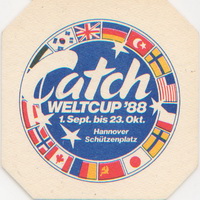 Catch
WELTCUP '88
1. Sept. bis 23. Okt.
Hannover
Schützenplatz